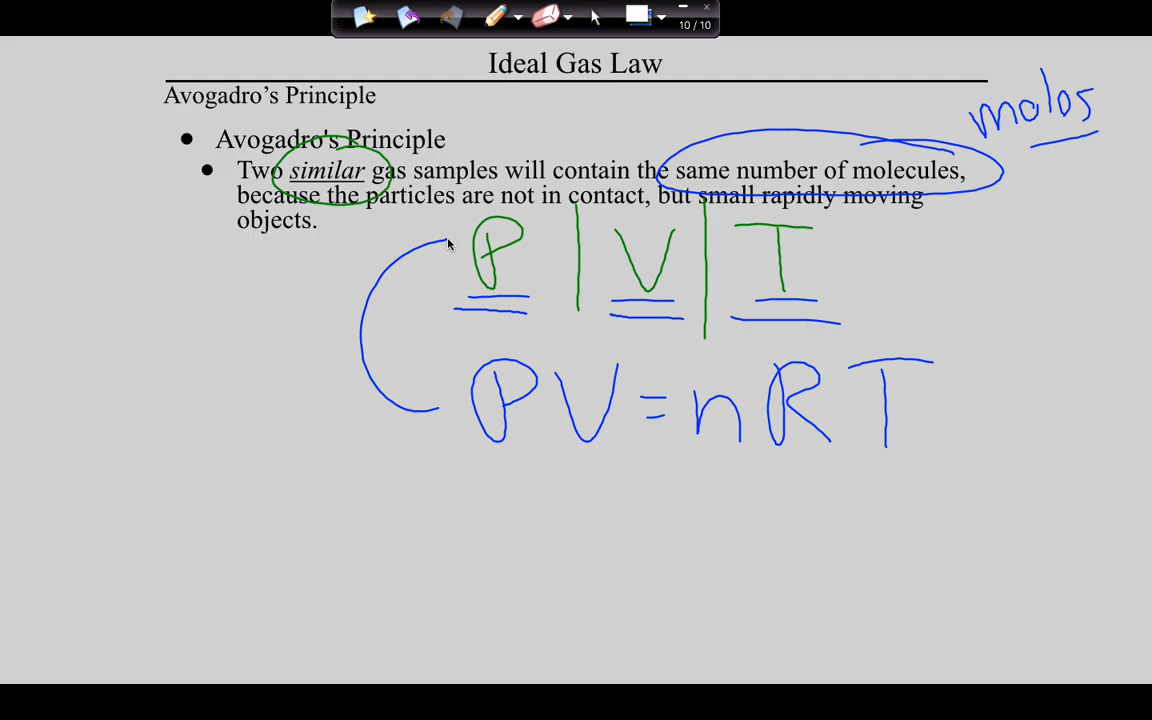 10 / 10
Ideal Gas Law
Avogadro’s Principle
moles
Avogadro's Principle
Two similar gas samples will contain the same number of molecules,
because the particles are not in contact, but small rapidly moving
objects.
P | V | T
PV = nRT